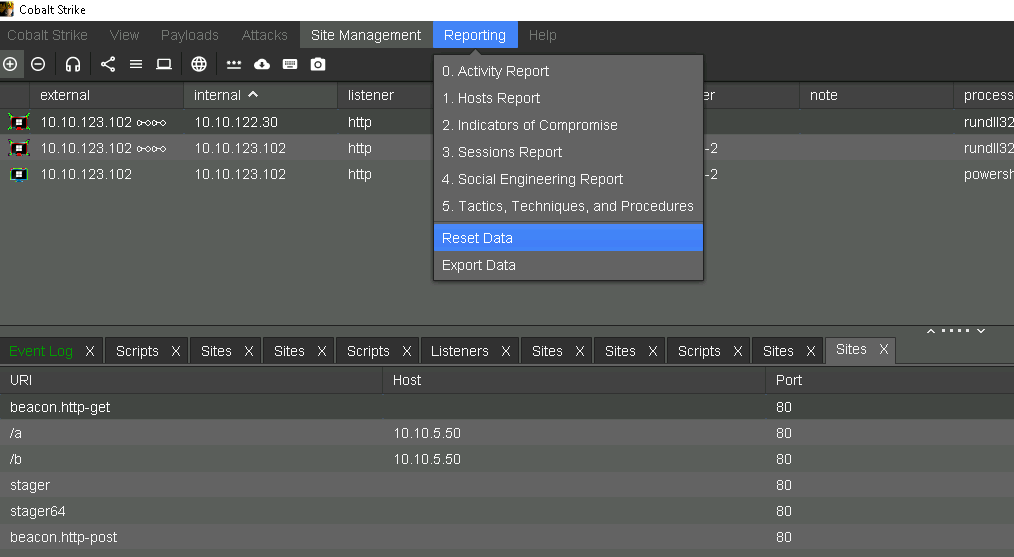 Cobalt Strike
Cobalt Strike View Payloads Attacks Site Management Reporting Help
0. Activity Report
1. Hosts Report
2. Indicators of Compromise
3. Sessions Report
4. Social Engineering Report
5. Tactics, Techniques, and Procedures
Reset Data
Export Data
external internal listener er note process
10.10.123.102 10.10.122.30 http rundll32
10.10.123.102 10.10.123.102 http -2 rundll32
10.10.123.102 10.10.123.102 http -2 powersh
Event Log X Scripts X Sites X Sites X Scripts X Listeners X Sites X Sites X Scripts X Sites X Sites X
URI Host Port
beacon.http-get 80
/a 10.10.5.50 80
/b 10.10.5.50 80
stager 80
stager64 80
beacon.http-post 80